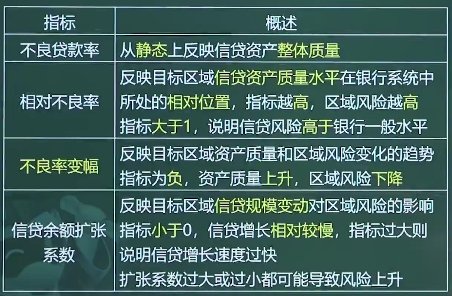 指标 概述
不良贷款率 从静态上反映信贷资产整体质量
相对不良率 反映目标区域信贷资产质量水平在银行系统中
所处的相对位置，指标越高，区域风险越高
指标大于1，说明信贷风险高于银行一般水平
不良率变幅 反映目标区域资产质量和区域风险变化的趋势
指标为负，资产质量上升，区域风险下降
信贷余额扩张
系数
反映目标区域信贷规模变动对区域风险的影响
指标小于0，信贷增长相对较慢，指标过大则
说明信贷增长速度过快
扩张系数过大或过小都可能导致风险上升